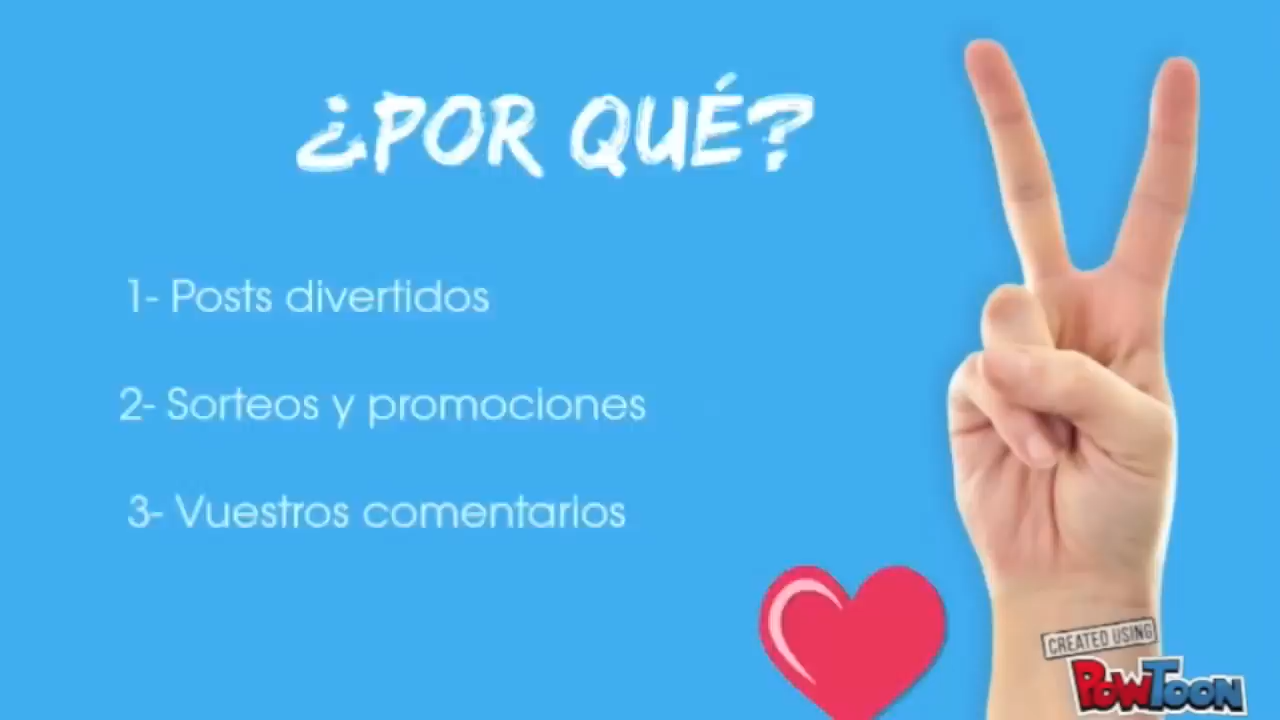 ¿POR QUÉ?
1- Posts divertidos
2- Sorteos y promociones
3- Vuestros comentarios
CREATED USING
POWTOON